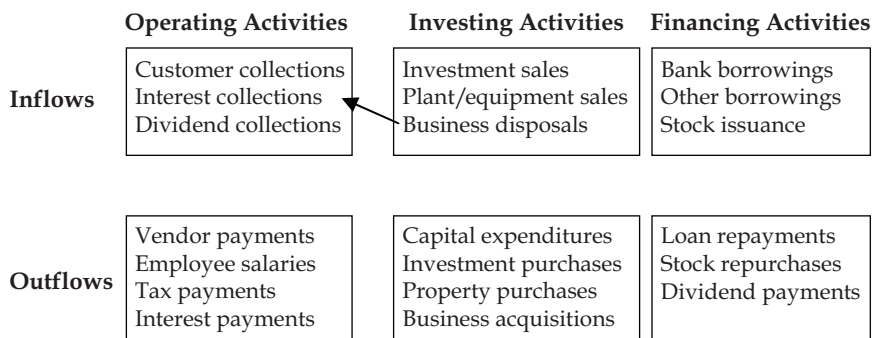 Operating Activities Investing Activities Financing Activities
Inflows
Customer collections
Interest collections
Dividend collections
Investment sales
Plant/equipment sales
Business disposals
Bank borrowings
Other borrowings
Stock issuance
Outflows
Vendor payments
Employee salaries
Tax payments
Interest payments
Capital expenditures
Investment purchases
Property purchases
Business acquisitions
Loan repayments
Stock repurchases
Dividend payments